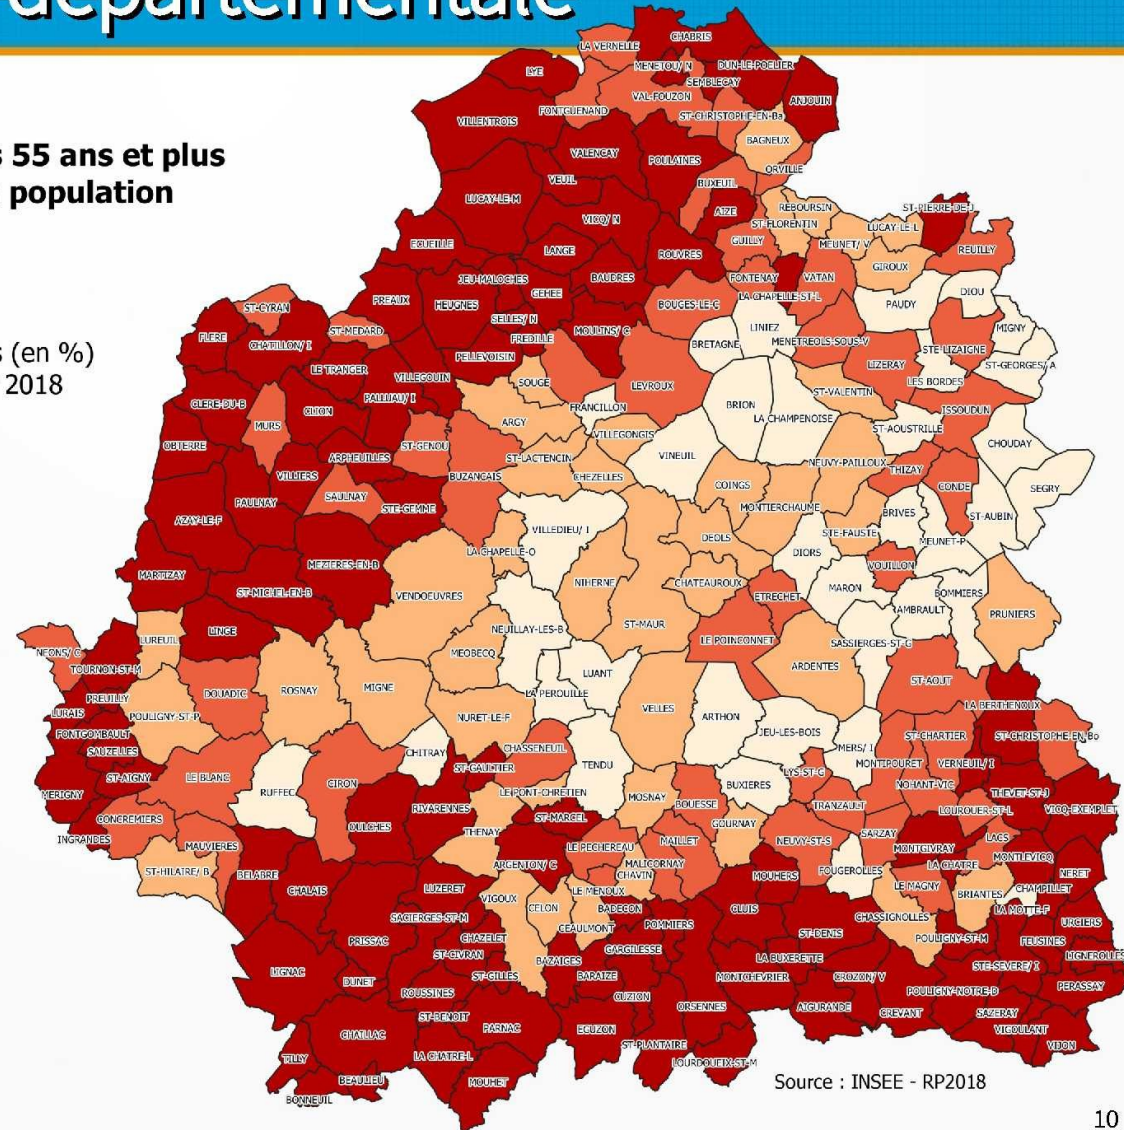 départementale
55 ans et plus
population
(en %)
2018
CHABRIS
LA VERNELLE
MENETOU/ N
DUN-LE-POELIER
LYE
SEMBLECAY
VAL-FOUZON
ANJOUIN
FONTGUENAND
ST-CHRISTOPHE-EN-Ba
VILLENTROIS
BAGNEUX
VALENCAY
POULAINES
ORVILLE
VEUIL
BUXEUIL
LUCAY-LE-M
AIZE
REBOURSIN
ST-PIERRE-DE-J
VICQ/ N
ST-FLORENTIN
LUCAY-LE-L
ECUEILLE
GUILLY
MEUNET/ V
REUILLY
LANGE
ROUVRES
GIROUX
JEU-MALOCHES
BAUDRES
FONTENAY
VATAN
DIOU
GEHEE
LA CHAPELLE-ST-L
PREAUX
HEUGNES
BOUGES-LE-C
PAUDY
ST-CYRAN
SELLES/ N
LINIEZ
MIGNY
ST-MEDARD
MOULINS/ C
FLERE
FREDILLE
BRETAGNE
MENETREOLS-SOUS-V
CHATILLON/ I
STE-LIZAIGNE
PELLEVOISIN
LIZERAY
ST-GEORGES/ A
LE TRANGER
VILLEGOUIN
SOUGE
LEVROUX
LES BORDES
PALLUAU/ I
ST-VALENTIN
CLERE-DU-B
CLION
FRANCILLON
BRION
ISSOUDUN
MURS
ARGY
LA CHAMPENOISE
ST-AOUSTRILLE
OBTERRE
ST-GENOU
VILLEGONGIS
CHOUDAY
ARPHEUILLES
ST-LACTENCIN
VINEUIL
NEUVY-PAILLOUX
VILLIERS
BUZANCAIS
CHEZELLES
THIZAY
SAULNAY
COINGS
CONDE
SEGRY
PAULNAY
STE-GEMME
MONTIERCHAUME
BRIVES
ST-AUBIN
AZAY-LE-F
VILLEDIEU/ I
STE-FAUSTE
DEOLS
MEUNET-P
LA CHAPELLE-O
DIORS
MEZIERES-EN-B
VOUILLON
MARTIZAY
NIHERNE
CHATEAUROUX
MARON
ST-MICHEL-EN-B
VENDOEUVRES
ETRECHET
BOMMIERS
AMBRAULT
PRUNIERS
LINGE
NEUILLAY-LES-B
ST-MAUR
LE POINCONNET
SASSIERGES-ST-G
LUREUIL
NEONS/ C
MEOBECQ
TOURNON-ST-M
LUANT
ARDENTES
ST-AOUT
DOUADIC
ROSNAY
MIGNE
LA PEROUILLE
PREUILLY
LA BERTHENOUX
LURAIS
POULIGNY-ST-P
NURET-LE-F
VELLES
ARTHON
FONTGOMBAULT
JEU-LES-BOIS
ST-CHARTIER
ST-CHRISTOPHE-EN-Bo
SAUZELLES
CHITRAY
CHASSENEUIL
MERS/ I
MONTIPOURET
VERNEUIL/ I
ST-AIGNY
LE BLANC
CIRON
ST-GAULTIER
TENDU
LYS-ST-G
NOHANT-VIC
THEVET-ST-J
MERIGNY
RUFFEC
LE PONT-CHRETIEN
MOSNAY
BUXIERES
RIVARENNES
BOUESSE
TRANZAULT
LOUROUER-ST-L
VICQ-EXEMPLET
CONCREMIERS
OULCHES
ST-MARCEL
GOURNAY
INGRANDES
THENAY
SARZAY
LACS
MAUVIERES
LE PECHEREAU
MAILLET
NEUVY-ST-S
MONTGIVRAY
MONTLEVICQ
ST-HILAIRE/ B
BELABRE
ARGENTON/ C
MALICORNAY
LA CHATRE
NERET
CHAVIN
MOUHERS
FOUGEROLLES
CHALAIS
LUZERET
LE MENOUX
LE MAGNY
BRIANTES
CHAMPILLET
VIGOUX
CELON
BADECON
CLUIS
LA MOTTE-F
SACIERGES-ST-M
CHASSIGNOLLES
URCIERS
CEAULMONT
POMMIERS
ST-DENIS
PRISSAC
CHAZELET
POULIGNY-ST-M
FEUSINES
ST-CIVRAN
GARGILESSE
LIGNEROLLES
BAZAIGES
LA BUXERETTE
STE-SEVERE/ I
LIGNAC
ST-GILLES
BARAIZE
MONTCHEVRIER
CROZON/ V
DUNET
PERASSAY
ROUSSINES
CUZION
POULIGNY-NOTRE-D
ORSENNES
AIGURANDE
ST-BENOIT
CREVANT
SAZERAY
PARNAC
EGUZON
CHAILLAC
VIGOULANT
ST-PLANTAIRE
VIJON
TILLY
LA CHATRE-L
LOURDOUEIX-ST-M
BEAULIEU
MOUHET
Source : INSEE - RP2018
BONNEUIL
10